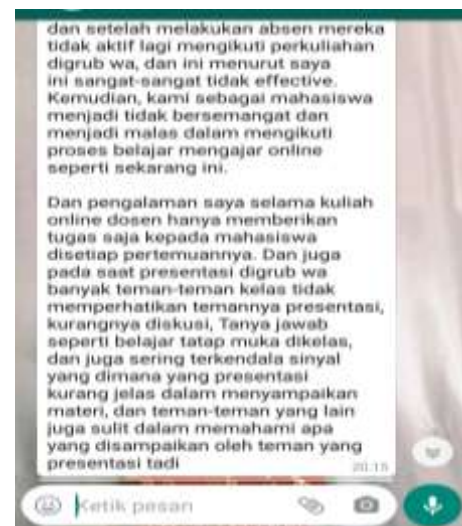 dan setelah melakukan absen mereka
tidak aktif lagi mengikuti perkuliahan
digrub wa, dan ini menurut saya
ini sangat-sangat tidak effective.
Kemudian, kami sebagai mahasiswa
menjadi tidak bersemangat dan
menjadi malas dalam mengikuti
proses belajar mengajar online
seperti sekarang ini.
Dan pengalaman saya selama kuliah
online dosen hanya memberikan
tugas saja kepada mahasiswa
disetiap pertemuannya. Dan juga
pada saat presentasi digrub wa
banyak teman-teman kelas tidak
memperhatikan temannya presentasi,
kurangnya diskusi, Tanya jawab
seperti belajar tatap muka dikelas,
dan juga sering terkendala sinyal
yang dimana yang presentasi
kurang jelas dalam menyampaikan
materi, dan teman-teman yang lain
juga sulit dalam memahami apa
yang disampaikan oleh teman yang
presentasi tadi
20.15
Ketik pesan